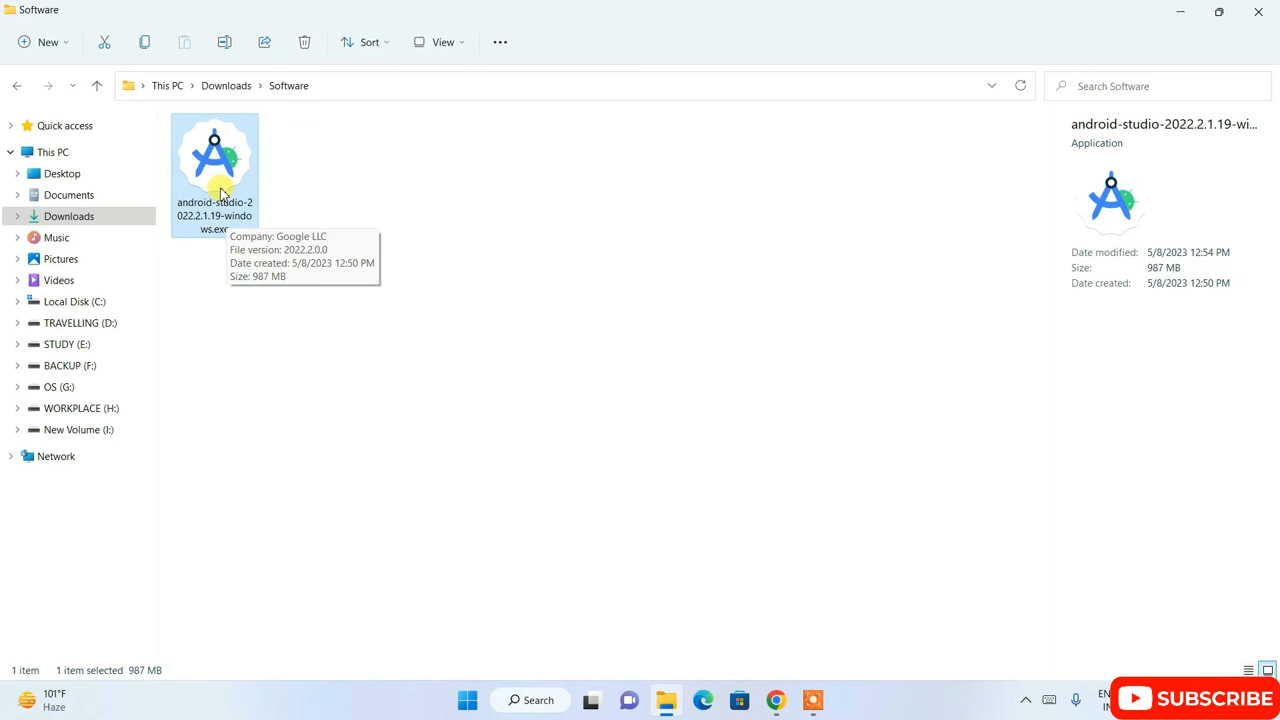 Software
New
Sort
View
This PC > Downloads > Software
Search Software
Quick access
This PC
Desktop
Documents
Downloads
Music
Pictures
Videos
Local Disk (C:)
TRAVELLING (D:)
STUDY (E:)
BACKUP (F:)
OS (G:)
WORKPLACE (H:)
New Volume (I:)
Network
android-studio-2
022.2.1.19-windo
ws.exe
Company: Google LLC
File version: 2022.2.0.0
Date created: 5/8/2023 12:50 PM
Size: 987 MB
android-studio-2022.2.1.19-wi...
Application
Date modified: 5/8/2023 12:54 PM
Size: 987 MB
Date created: 5/8/2023 12:50 PM
1 item 1 item selected 987 MB
101°F
Haze
Search
SUBSCRIBE